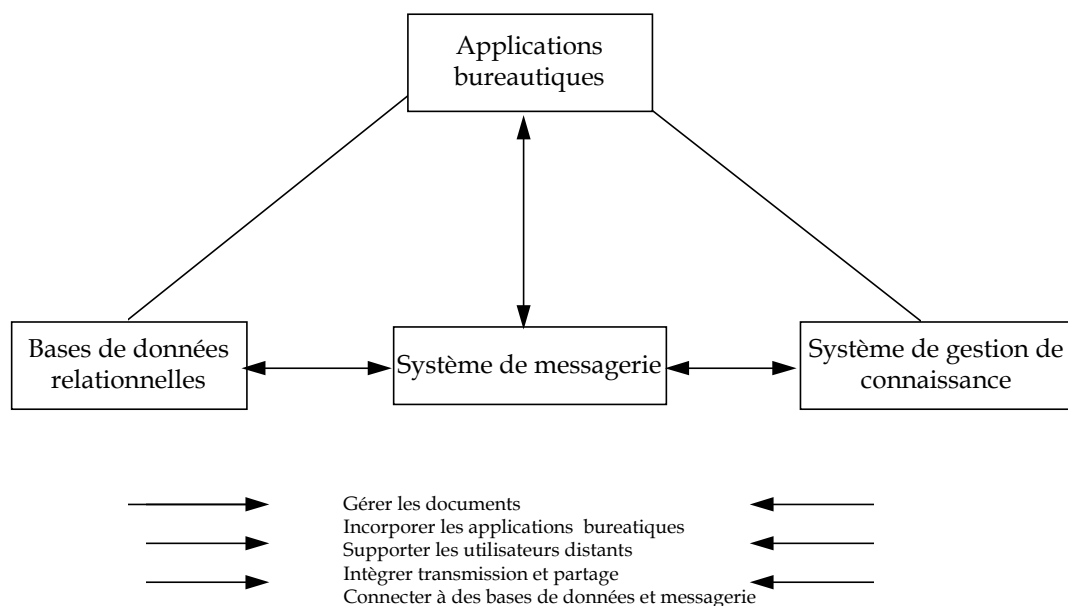 Applications
bureautiques
Bases de données
relationnelles
Système de messagerie
Système de gestion de
connaissance
Gérer les documents
Incorporer les applications bureatiques
Supporter les utilisateurs distants
Intègrer transmission et partage
Connecter à des bases de données et messagerie